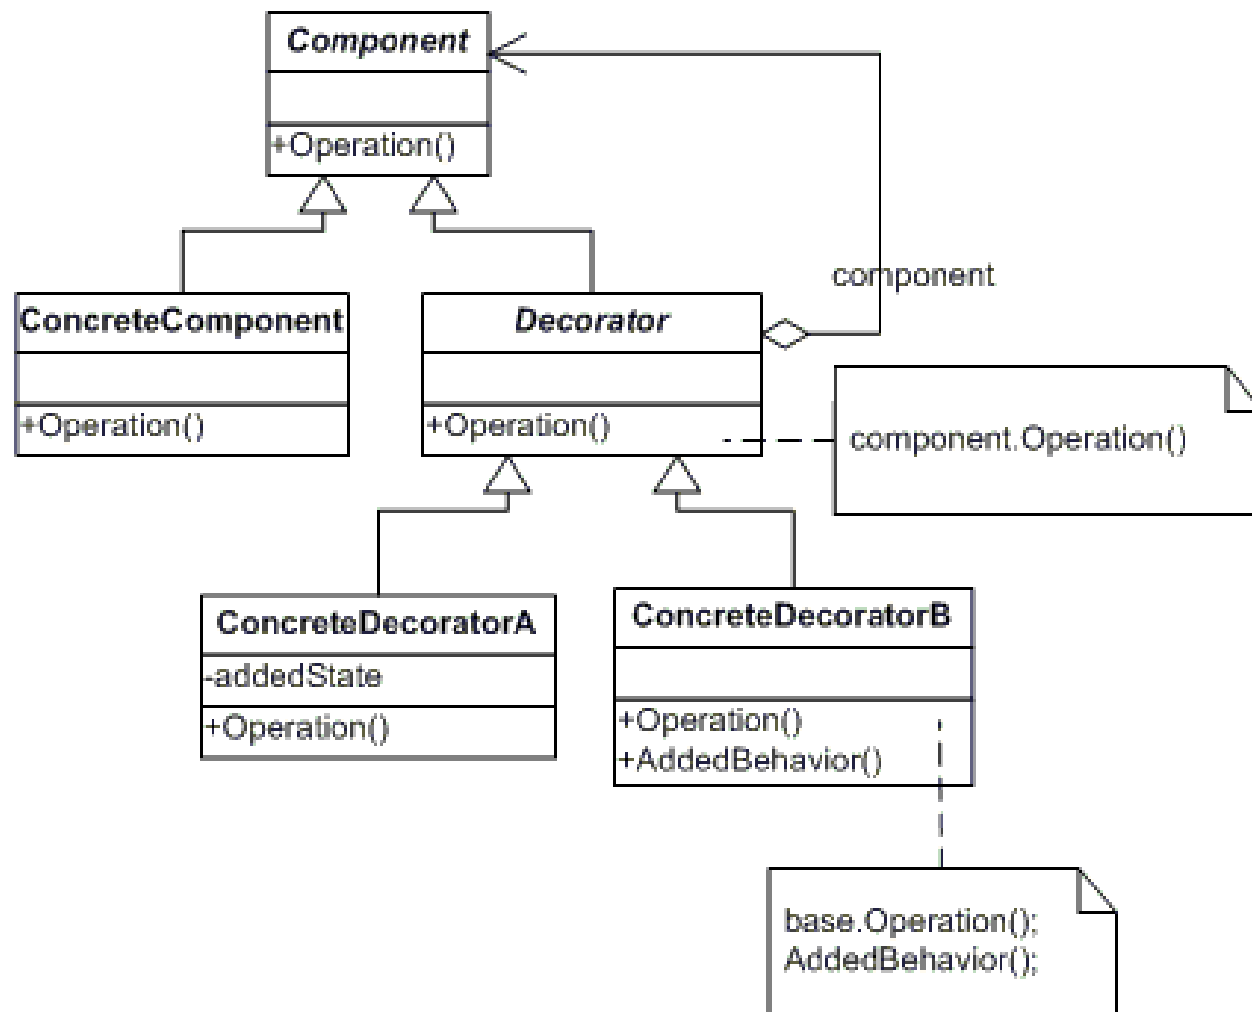 Component
+Operation()
component
ConcreteComponent
+Operation()
Decorator
+Operation()
component.Operation()
ConcreteDecoratorA
-addedState
+Operation()
ConcreteDecoratorB
+Operation()
+AddedBehavior()
base.Operation();
AddedBehavior();